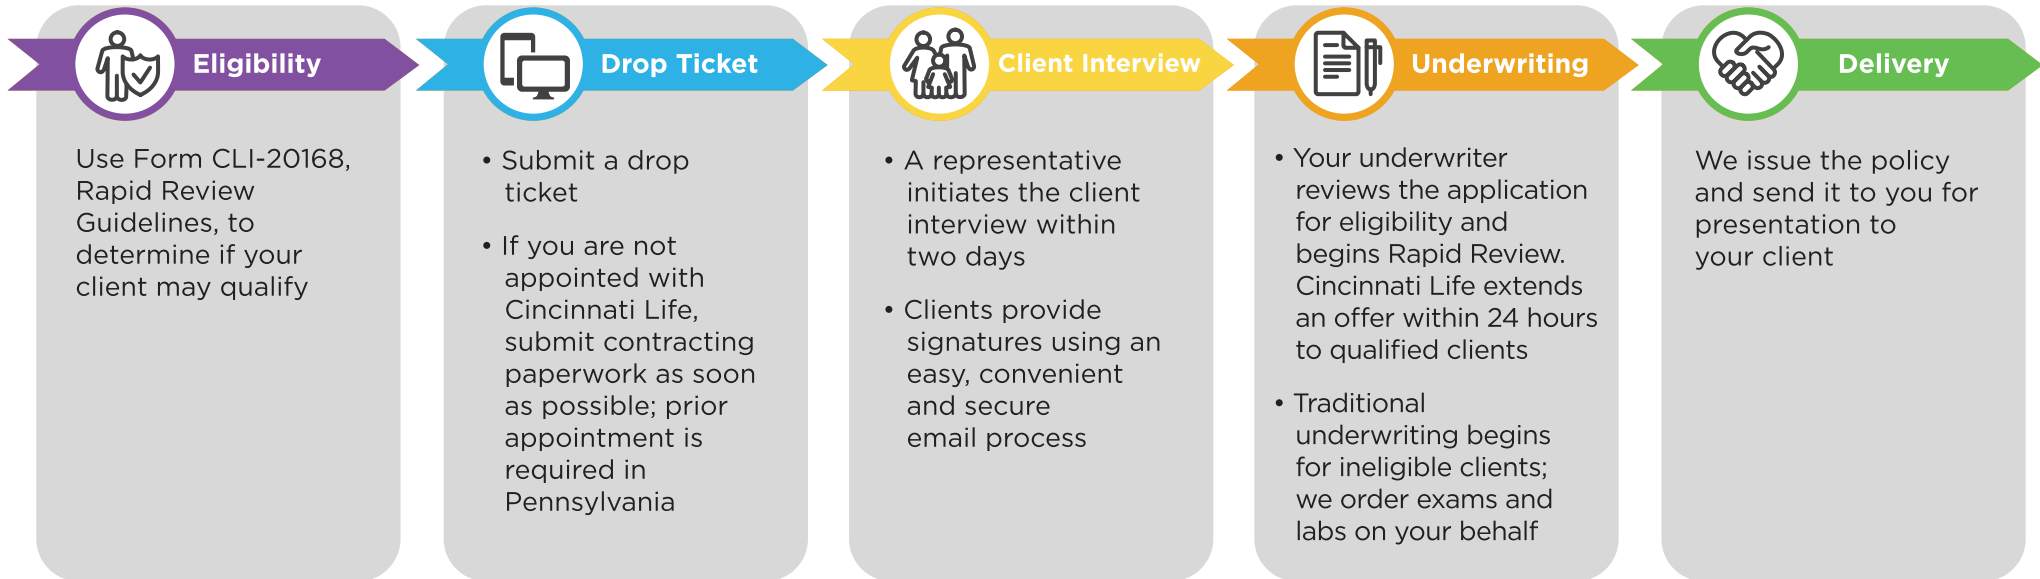 Eligibility
Use Form CLI-20168,
Rapid Review
Guidelines, to
determine if your
client may qualify
Drop Ticket
• Submit a drop
ticket
• If you are not
appointed with
Cincinnati Life,
submit contracting
paperwork as soon
as possible; prior
appointment is
required in
Pennsylvania
Client Interview
• A representative
initiates the client
interview within
two days
• Clients provide
signatures using an
easy, convenient
and secure
email process
Underwriting
• Your underwriter
reviews the application
for eligibility and
begins Rapid Review.
Cincinnati Life extends
an offer within 24 hours
to qualified clients
• Traditional
underwriting begins
for ineligible clients;
we order exams and
labs on your behalf
Delivery
We issue the policy
and send it to you for
presentation to
your client